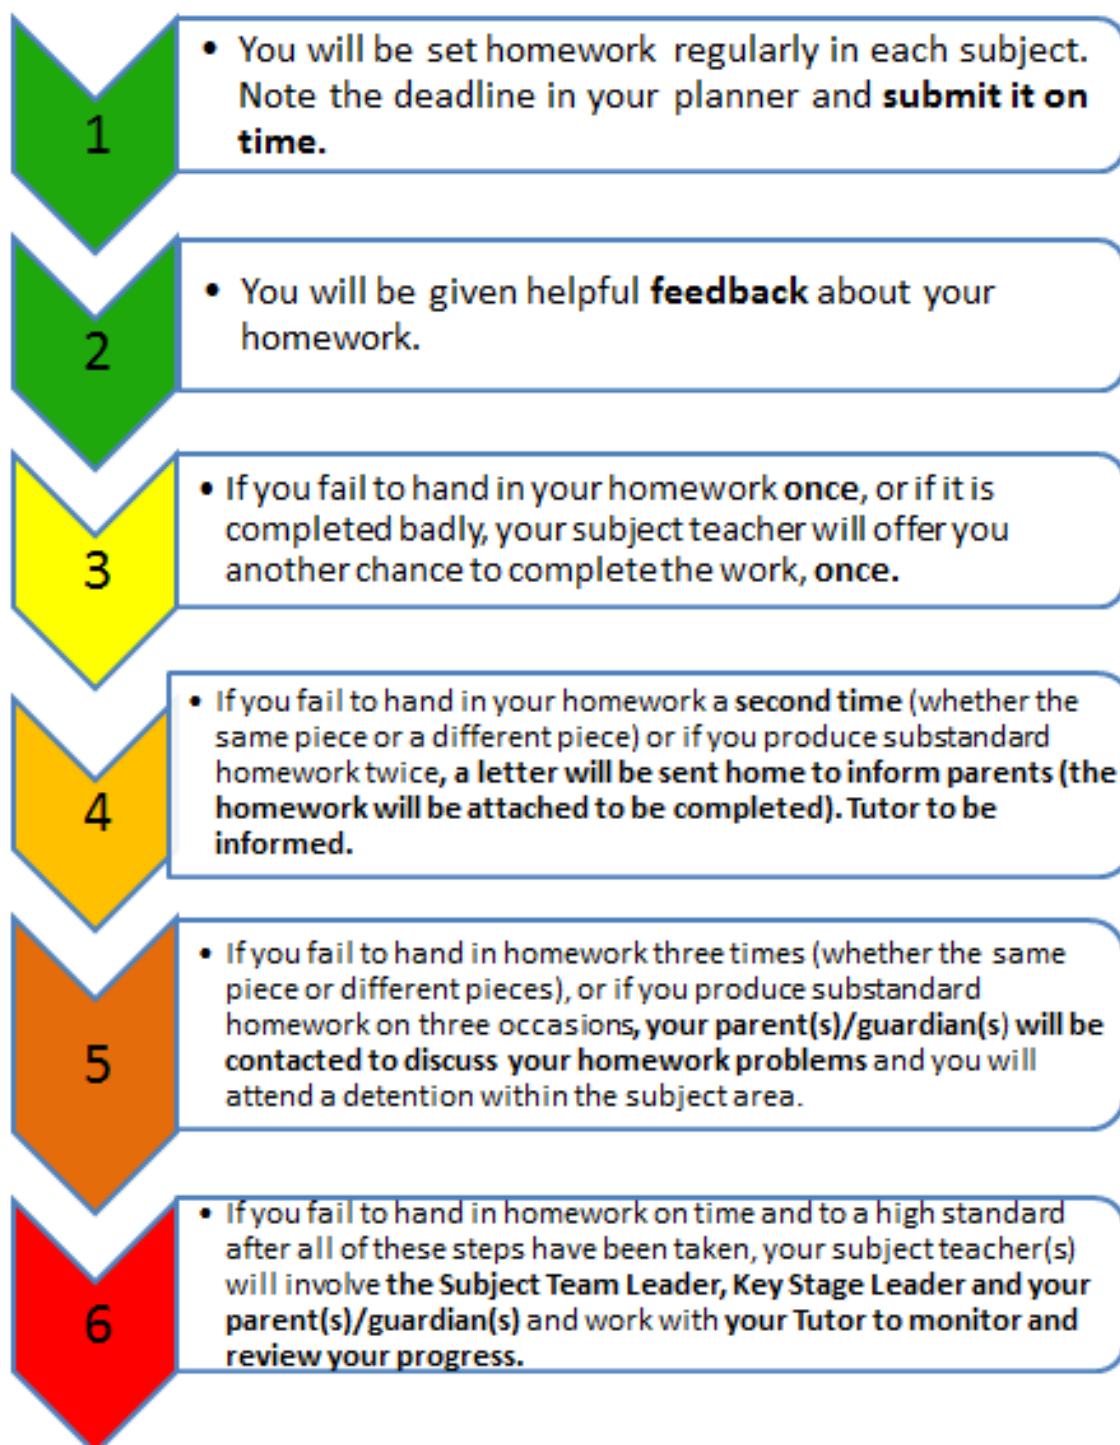 • You will be set homework regularly in each subject.
Note the deadline in your planner and submit it on
time.
1
• You will be given helpful feedback about your
homework.
2
• If you fail to hand in your homework once, or if it is
completed badly, your subject teacher will offer you
another chance to complete the work, once.
3
• If you fail to hand in your homework a second time (whether the
same piece or a different piece) or if you produce substandard
homework twice, a letter will be sent home to inform parents (the
homework will be attached to be completed). Tutor to be
informed.
4
• If you fail to hand in homework three times (whether the same
piece or different pieces), or if you produce substandard
homework on three occasions, your parent(s)/guardian(s) will be
contacted to discuss your homework problems and you will
attend a detention within the subject area.
5
• If you fail to hand in homework on time and to a high standard
after all of these steps have been taken, your subject teacher(s)
will involve the Subject Team Leader, Key Stage Leader and your
parent(s)/guardian(s) and work with your Tutor to monitor and
review your progress.
6